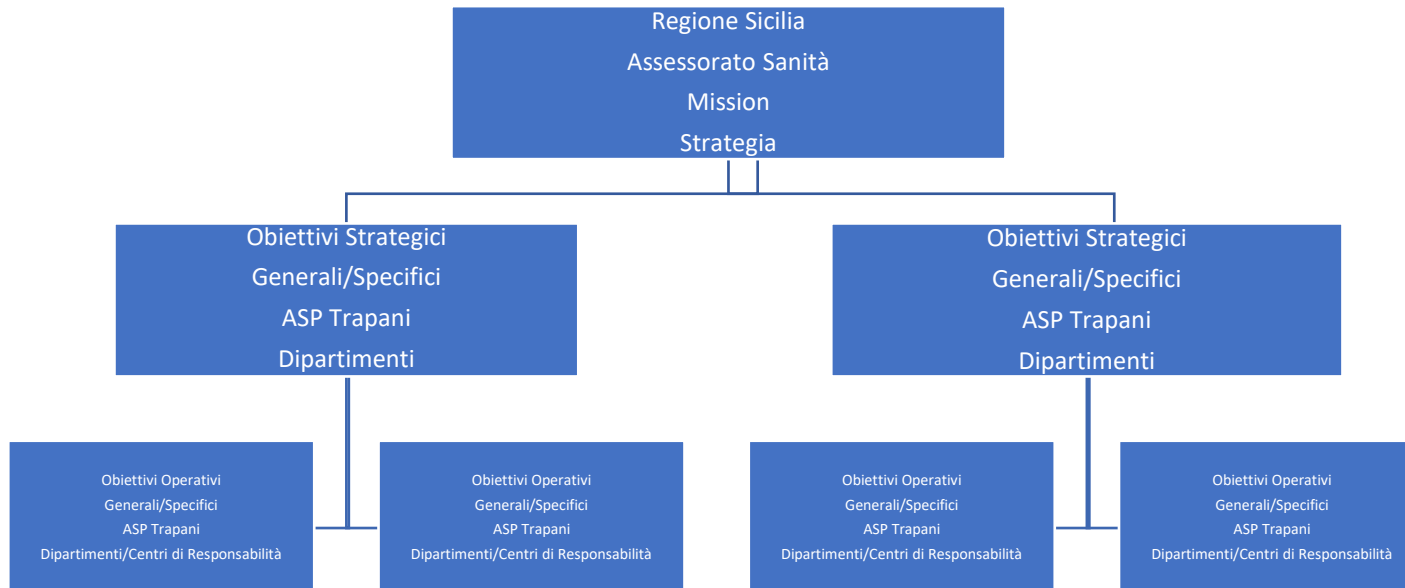 Regione Sicilia
Assessorato Sanità
Mission
Strategia
Obiettivi Strategici
Generali/Specifici
ASP Trapani
Dipartimenti
Obiettivi Strategici
Generali/Specifici
ASP Trapani
Dipartimenti
Obiettivi Operativi
Generali/Specifici
ASP Trapani
Dipartimenti/Centri di Responsabilità
Obiettivi Operativi
Generali/Specifici
ASP Trapani
Dipartimenti/Centri di Responsabilità
Obiettivi Operativi
Generali/Specifici
ASP Trapani
Dipartimenti/Centri di Responsabilità
Obiettivi Operativi
Generali/Specifici
ASP Trapani
Dipartimenti/Centri di Responsabilità